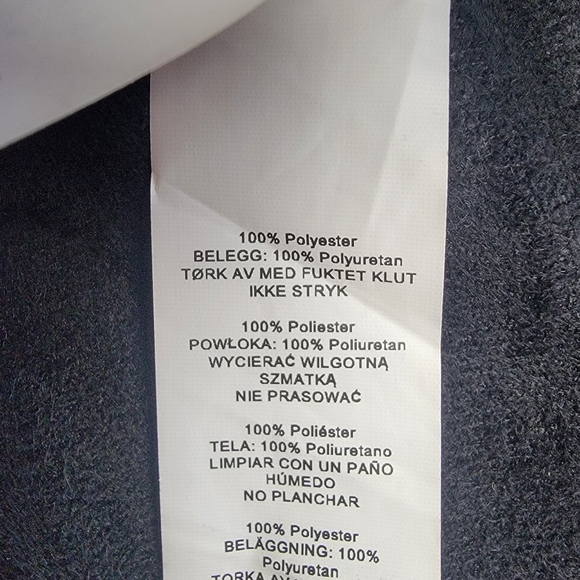 100% Polyester
BELEGG: 100% Polyuretan
TØRK AV MED FUKTET KLUT
IKKE STRYK
100% Poliester
POWŁOKA: 100% Poliuretan
WYCIERAĆ WILGOTNĄ
SZMATKĄ
NIE PRASOWAĆ
100% Poliéster
TELA: 100% Poliuretano
LIMPIAR CON UN PAÑO
HÚMEDO
NO PLANCHAR
100% Polyester
BELÄGGNING: 100%
Polyuretan
TORKA